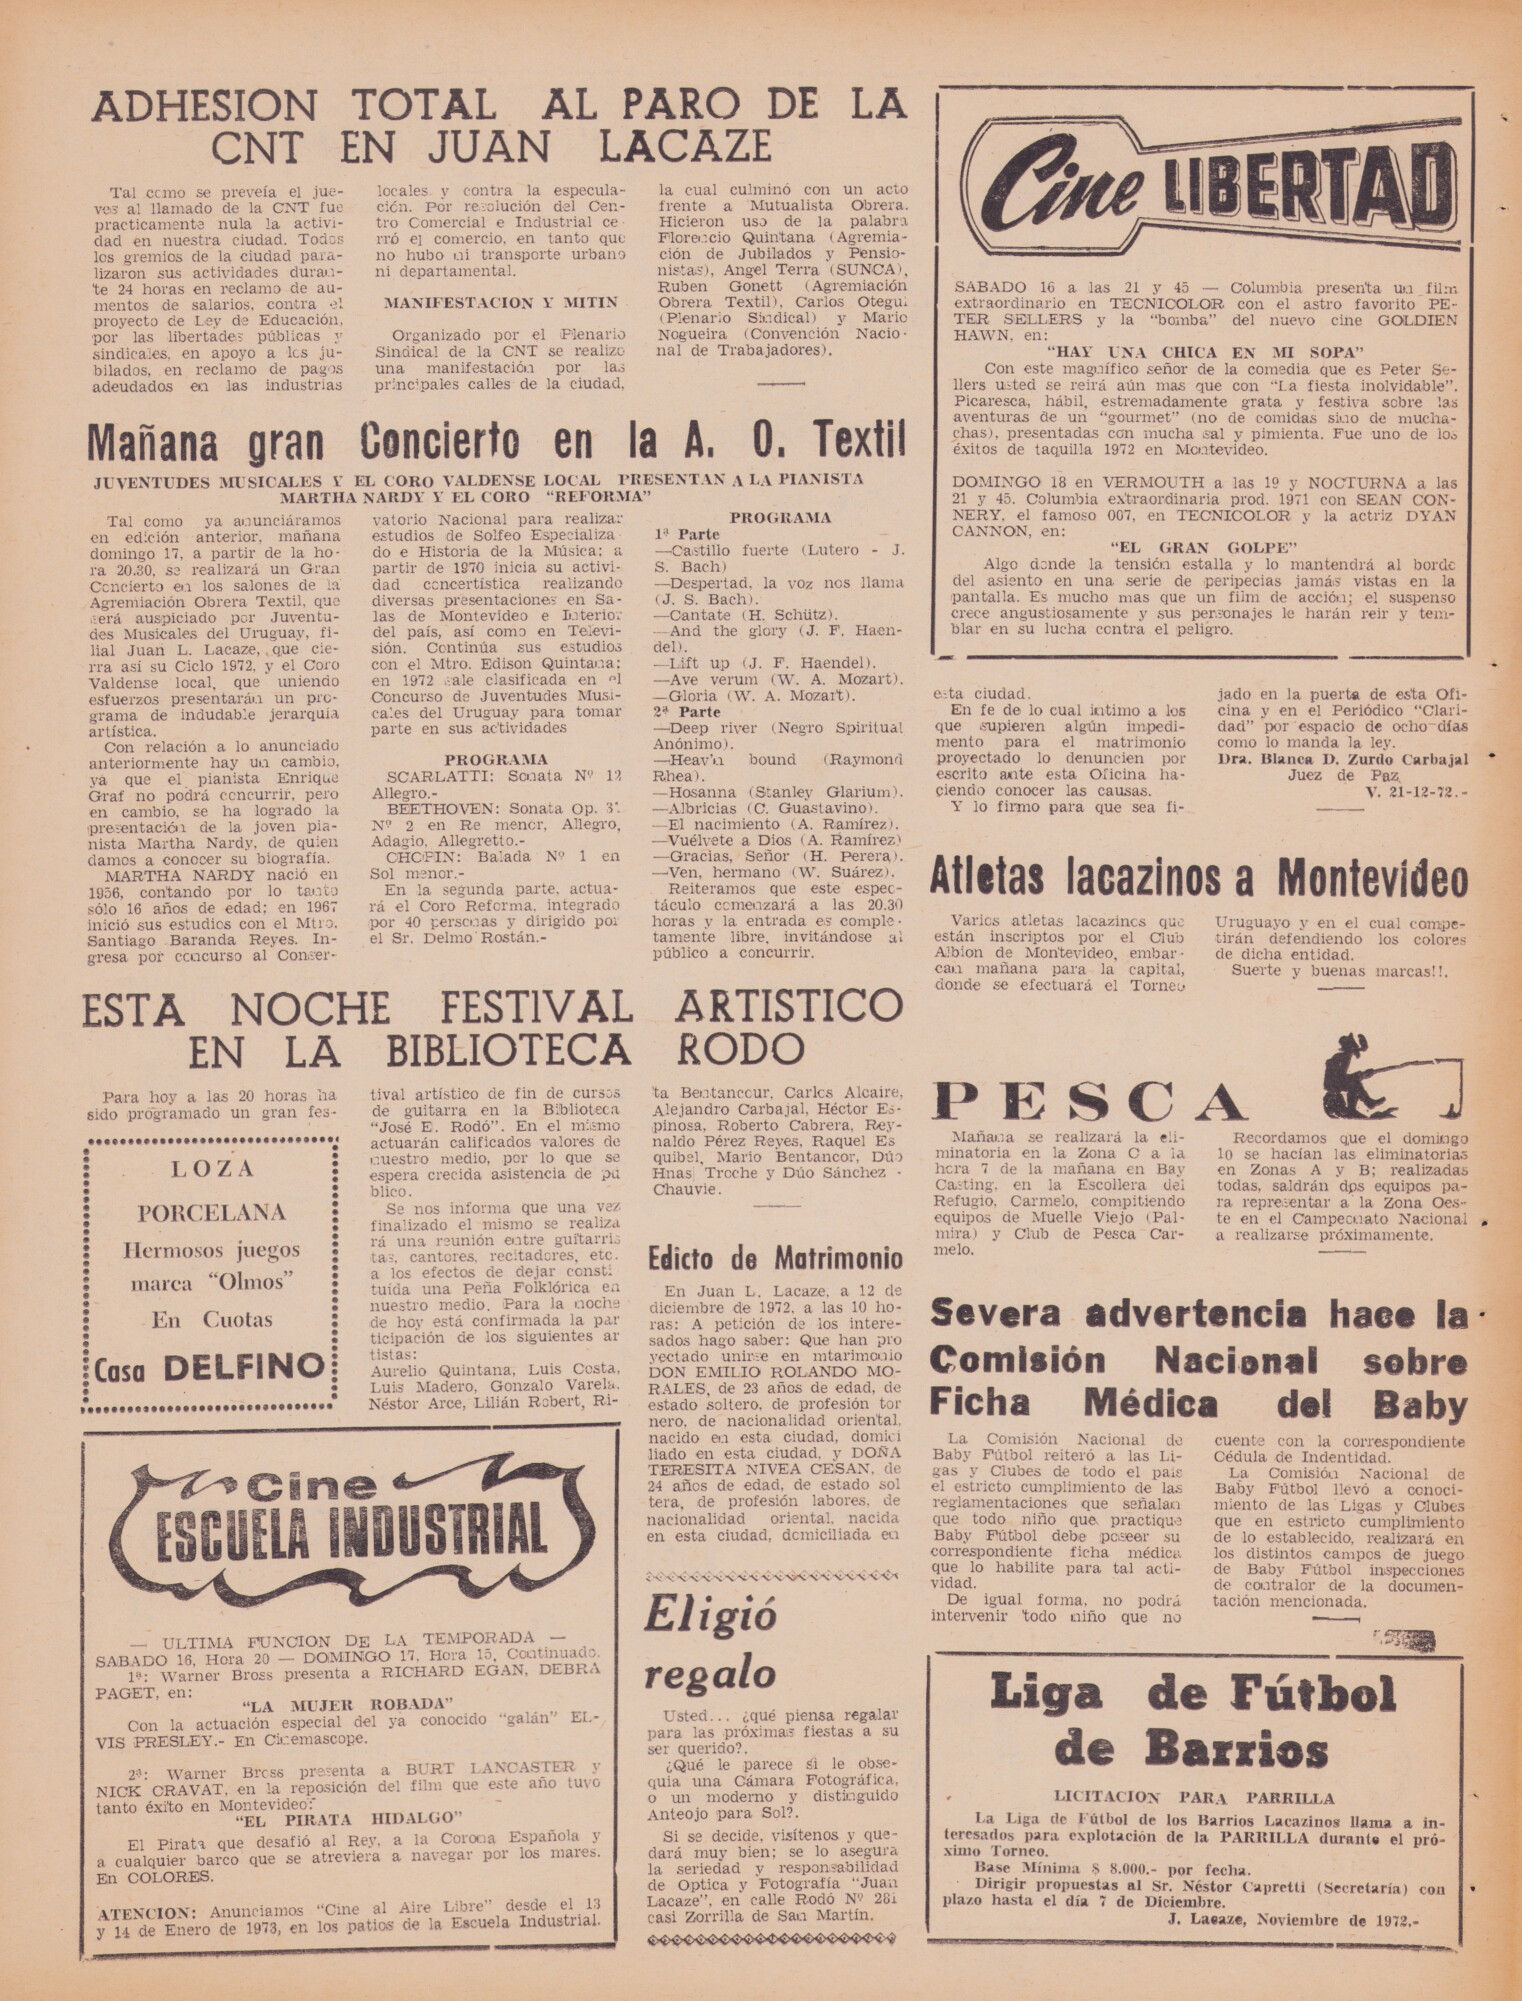 ADHESION TOTAL AL PARO DE LA
CNT EN JUAN LACAZE
Tal como se preveía el jue-
ves al llamado de la CNT fue
practicamente nula la activi-
dad en nuestra ciudad. Todos
los gremios de la ciudad para-
lizaron sus actividades duran-
te 24 horas en reclamo de au-
mentos de salarios, contra el
proyecto de Ley de Educación,
por las libertades públicas y
sindicales, en apoyo a los ju-
bilados, en reclamo de pagos
adeudados en las industrias
locales y contra la especula-
ción. Por resolución del Cen-
tro Comercial e Industrial ce-
rró el comercio, en tanto que
no hubo ni transporte urbano
ni departamental.
MANIFESTACION Y MITIN
Organizado por el Plenario
Sindical de la CNT se realizo
una manifestación por las
principales calles de la ciudad,
la cual culminó con un acto
frente a Mutualista Obrera.
Hicieron uso de la palabra
Florencio Quintana (Agremia-
ción de Jubilados y Pensio-
nistas), Angel Terra (SUNCA),
Ruben Gonett (Agremiación
Obrera Textil), Carlos Otegui
(Plenario Sindical) y Mario
Nogueira (Convención Nacio-
nal de Trabajadores).
Mañana gran Concierto en la A. O. Textil
JUVENTUDES MUSICALES Y EL CORO VALDENSE LOCAL PRESENTAN A LA PIANISTA
MARTHA NARDY Y EL CORO "REFORMA"
Tal como ya anunciáramos
en edición anterior, mañana
domingo 17, a partir de la ho-
ra 20.30, se realizará un Gran
Concierto en los salones de la
Agremiación Obrera Textil, que
será auspiciado por Juventu-
des Musicales del Uruguay, fi-
lial Juan L. Lacaze, que cie-
rra así su Ciclo 1972, y el Coro
Valdense local, que uniendo
esfuerzos presentarán un pro-
grama de indudable jerarquía
artística.
Con relación a lo anunciado
anteriormente hay un cambio,
ya que el pianista Enrique
Graf no podrá concurrir, pero
en cambio, se ha logrado la
presentación de la joven pia-
nista Martha Nardy, de quien
damos a conocer su biografía.
MARTHA NARDY nació en
1956, contando por lo tanto
sólo 16 años de edad; en 1967
inició sus estudios con el Mtro.
Santiago Baranda Reyes. In-
gresa por concurso al Conser-
vatorio Nacional para realizar
estudios de Solfeo Especializa
do e Historia de la Música; a
partir de 1970 inicia su activi-
dad concertística realizando
diversas presentaciones en Sa-
las de Montevideo e Interior
del país, así como en Televi-
sión. Continúa sus estudios
con el Mtro. Edison Quintana;
en 1972 sale clasificada en el
Concurso de Juventudes Musi-
cales del Uruguay para tomar
parte en sus actividades
PROGRAMA
SCARLATTI: Sonata Nº 12
Allegro.-
BEETHOVEN: Sonata Op.
Nº 2 en Re menor, Allegro,
Adagio, Allegretto.-
CHOPIN: Balada Nº 1 en
Sol menor.-
En la segunda parte, actua-
rá el Coro Reforma, integrado
por 40 personas y dirigido por
el Sr. Delmo Rostán.-
PROGRAMA
1ª Parte
—Castillo fuerte (Lutero - J.
S. Bach)
—Despertad, la voz nos llama
(J. S. Bach).
—Cantate (H. Schütz).
—And the glory (J. F. Haen-
del).
—Lift up (J. F. Haendel).
—Ave verum (W. A. Mozart).
—Gloria (W. A. Mozart).
2ª Parte
—Deep river (Negro Spiritual
Anónimo).
—Heav'n bound (Raymond
Rhea).
—Hosanna (Stanley Glarium).
—Albricias (C. Guastavino).
—El nacimiento (A. Ramírez).
—Vuélvete a Dios (A. Ramírez)
—Gracias, Señor (H. Perera).
—Ven, hermano (W. Suárez).
Reiteramos que este espec-
táculo comenzará a las 20.30
horas y la entrada es comple-
tamente libre, invitándose al
público a concurrir.
ESTA NOCHE FESTIVAL ARTISTICO
EN LA BIBLIOTECA RODO
Para hoy a las 20 horas ha
sido programado un gran fes-
tival artístico de fin de cursos
de guitarra en la Biblioteca
"José E. Rodó". En el mismo
actuarán calificados valores de
nuestro medio, por lo que se
espera crecida asistencia de pú
blico.
Se nos informa que una vez
finalizado el mismo se realiza
rá una reunión entre guitarris
tas, cantores, recitadores, etc.
a los efectos de dejar consti
tuida una Peña Folklórica en
nuestro medio. Para la noche
de hoy está confirmada la par
ticipación de los siguientes ar
tistas:
Aurelio Quintana, Luis Costa,
Luis Madero, Gonzalo Varela,
Néstor Arce, Lilián Robert, Ri-
ta Bentancur, Carlos Alcaire,
Alejandro Carbajal, Héctor Es-
pinosa, Roberto Cabrera, Rey-
naldo Pérez Reyes, Raquel Es
quibel, Mario Bentancor, Dúo
Hnas Troche y Dúo Sánchez -
Chauvie.
LOZA
PORCELANA
Hermosos juegos
marca "Olmos"
En Cuotas
Casa DELFINO
Cine
ESCUELA INDUSTRIAL
— ULTIMA FUNCION DE LA TEMPORADA —
SABADO 16, Hora 20 — DOMINGO 17, Hora 15, Continuado.
1ª: Warner Bross presenta a RICHARD EGAN, DEBRA
PAGET, en:
"LA MUJER ROBADA"
Con la actuación especial del ya conocido "galán" EL-
VIS PRESLEY.- En Cinemascope.
2ª: Warner Bross presenta a BURT LANCASTER y
NICK CRAVAT, en la reposición del film que este año tuvo
tanto éxito en Montevideo:
"EL PIRATA HIDALGO"
El Pirata que desafió al Rey, a la Corona Española y
a cualquier barco que se atreviera a navegar por los mares.
En COLORES.
ATENCION: Anunciamos "Cine al Aire Libre" desde el 13
y 14 de Enero de 1973, en los patios de la Escuela Industrial.
Edicto de Matrimonio
En Juan L. Lacaze, a 12 de
diciembre de 1972, a las 10 ho-
ras: A petición de los intere-
sados hago saber: Que han pro
yectado unirse en mtarimonio
DON EMILIO ROLANDO MO-
RALES, de 23 años de edad, de
estado soltero, de profesión tor
nero, de nacionalidad oriental,
nacido en esta ciudad, domici
liado en esta ciudad, y DOÑA
TERESITA NIVEA CESAN, de
24 años de edad, de estado sol
tera, de profesión labores, de
nacionalidad oriental, nacida
en esta ciudad, domiciliada en
Eligió
regalo
Usted... ¿qué piensa regalar
para las próximas fiestas a su
ser querido?.
¿Qué le parece si le obse-
quia una Cámara Fotográfica,
o un moderno y distinguido
Anteojo para Sol?.
Si se decide, visítenos y que-
dará muy bien; se lo asegura
la seriedad y responsabilidad
de Optica y Fotografía "Juan
Lacaze", en calle Rodó Nº 281
casi Zorrilla de San Martín.
Cine LIBERTAD
SABADO 16 a las 21 y 45 — Columbia presenta un film
extraordinario en TECNICOLOR con el astro favorito PE-
TER SELLERS y la "bomba" del nuevo cine GOLDIEN
HAWN, en:
"HAY UNA CHICA EN MI SOPA"
Con este magnífico señor de la comedia que es Peter Se-
llers usted se reirá aún mas que con "La fiesta inolvidable".
Picaresca, hábil, estremadamente grata y festiva sobre las
aventuras de un "gourmet" (no de comidas sino de mucha-
chas), presentadas con mucha sal y pimienta. Fue uno de los
éxitos de taquilla 1972 en Montevideo.
DOMINGO 18 en VERMOUTH a las 19 y NOCTURNA a las
21 y 45. Columbia extraordinaria prod. 1971 con SEAN CON-
NERY, el famoso 007, en TECNICOLOR y la actriz DYAN
CANNON, en:
"EL GRAN GOLPE"
Algo donde la tensión estalla y lo mantendrá al borde
del asiento en una serie de peripecias jamás vistas en la
pantalla. Es mucho mas que un film de acción; el suspenso
crece angustiosamente y sus personajes le harán reir y tem-
blar en su lucha contra el peligro.
esta ciudad.
En fe de lo cual intimo a los
que supieren algún impedi-
mento para el matrimonio
proyectado lo denuncien por
escrito ante esta Oficina ha-
ciendo conocer las causas.
Y lo firmo para que sea fi-
jado en la puerta de esta Ofi-
cina y en el Periódico "Clari-
dad" por espacio de ocho días
como lo manda la ley.
Dra. Blanca D. Zurdo Carbajal
Juez de Paz
V. 21-12-72.-
Atletas lacazinos a Montevideo
Varios atletas lacazinos que
están inscriptos por el Club
Albion de Montevideo, embar-
can mañana para la capital,
donde se efectuará el Torneo
Uruguayo y en el cual compe-
tirán defendiendo los colores
de dicha entidad.
Suerte y buenas marcas!!.
PESCA
Mañana se realizará la eli-
minatoria en la Zona C a la
hora 7 de la mañana en Bay
Casting, en la Escollera del
Refugio, Carmelo, compitiendo
equipos de Muelle Viejo (Pal-
mira) y Club de Pesca Car-
melo.
Recordamos que el domingo
10 se hacían las eliminatorias
en Zonas A y B; realizadas
todas, saldrán dos equipos pa-
ra representar a la Zona Oes-
te en el Campeonato Nacional
a realizarse próximamente.
Severa advertencia hace la
Comisión Nacional sobre
Ficha Médica del Baby
La Comisión Nacional de
Baby Fútbol reiteró a las Li-
gas y Clubes de todo el país
el estricto cumplimiento de las
reglamentaciones que señalan
que todo niño que practique
Baby Fútbol debe poseer su
correspondiente ficha médica
que lo habilite para tal acti-
vidad.
De igual forma, no podrá
intervenir todo niño que no
cuente con la correspondiente
Cédula de Indentidad.
La Comisión Nacional de
Baby Fútbol llevó a conoci-
miento de las Ligas y Clubes
que en estricto cumplimiento
de lo establecido, realizará en
los distintos campos de juego
de Baby Fútbol inspecciones
de contralor de la documen-
tación mencionada.
Liga de Fútbol
de Barrios
LICITACION PARA PARRILLA
La Liga de Fútbol de los Barrios Lacazinos llama a in-
teresados para explotación de la PARRILLA durante el pró-
ximo Torneo.
Base Mínima $ 8.000.- por fecha.
Dirigir propuestas al Sr. Néstor Capretti (Secretaría) con
plazo hasta el día 7 de Diciembre.
J. Lacaze, Noviembre de 1972.-